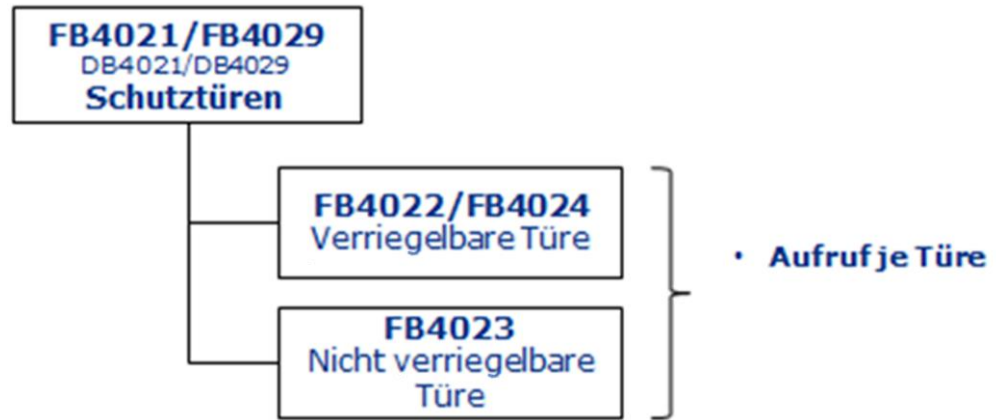 FB4021/FB4029
DB4021/DB4029
Schutztüren
FB4022/FB4024
Verriegelbare Türe
• Aufruf je Türe
FB4023
Nicht verriegelbare
Türe